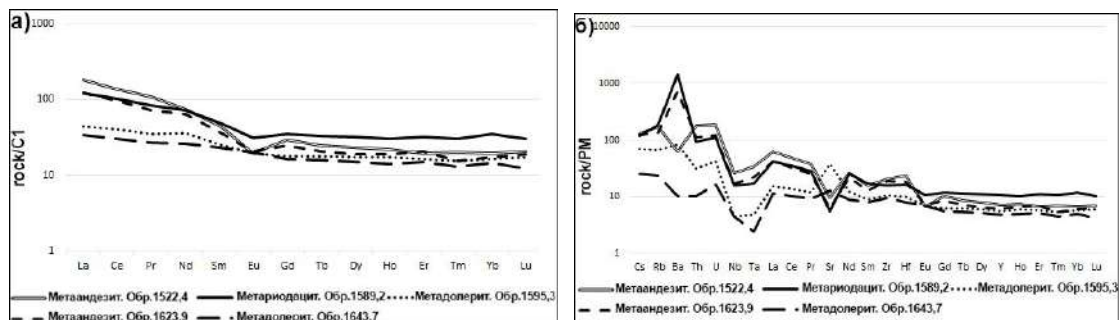 а)
1000
100
10
1
rock/C1
La Ce Pr Nd Sm Eu Gd Tb Dy Ho Er Tm Yb Lu
Метаандезит. Обр.1522,4 Метариодацит. Обр.1589,2 Метадолерит. Обр.1595,3
Метаандезит. Обр.1623,9 Метадолерит. Обр.1643,7
б)
10000
1000
100
10
1
rock/PM
Cs Rb Ba Th U Nb Ta La Ce Pr Sr Nd Sm Zr Hf Eu Gd Tb Dy Y Ho Er Tm Yb Lu
Метаандезит. Обр.1522,4 Метариодацит. Обр.1589,2 Метадолерит. Обр.1595,3
Метаандезит. Обр.1623,9 Метадолерит. Обр.1643,7